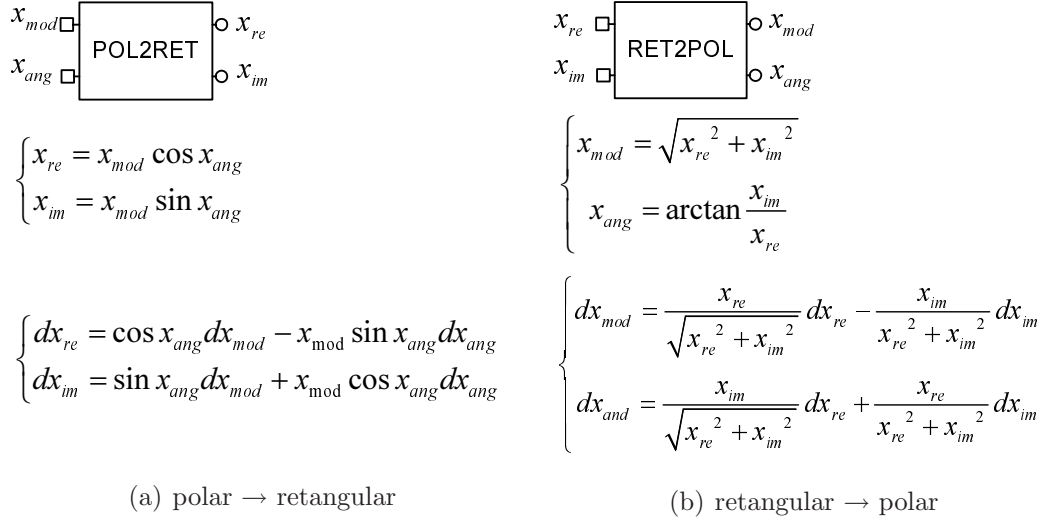 x_mod POL2RET x_re
x_ang x_im
x_re = x_mod cos x_ang
x_im = x_mod sin x_ang
dx_re = cos x_ang dx_mod − x_mod sin x_ang dx_ang
dx_im = sin x_ang dx_mod + x_mod cos x_ang dx_ang
(a) polar → retangular
x_re RET2POL x_mod
x_im x_ang
x_mod = √(x_re² + x_im²)
x_ang = arctan x_im / x_re
dx_mod = x_re / √(x_re² + x_im²) dx_re − x_im / (x_re² + x_im²) dx_im
dx_and = x_im / √(x_re² + x_im²) dx_re + x_re / (x_re² + x_im²) dx_im
(b) retangular → polar